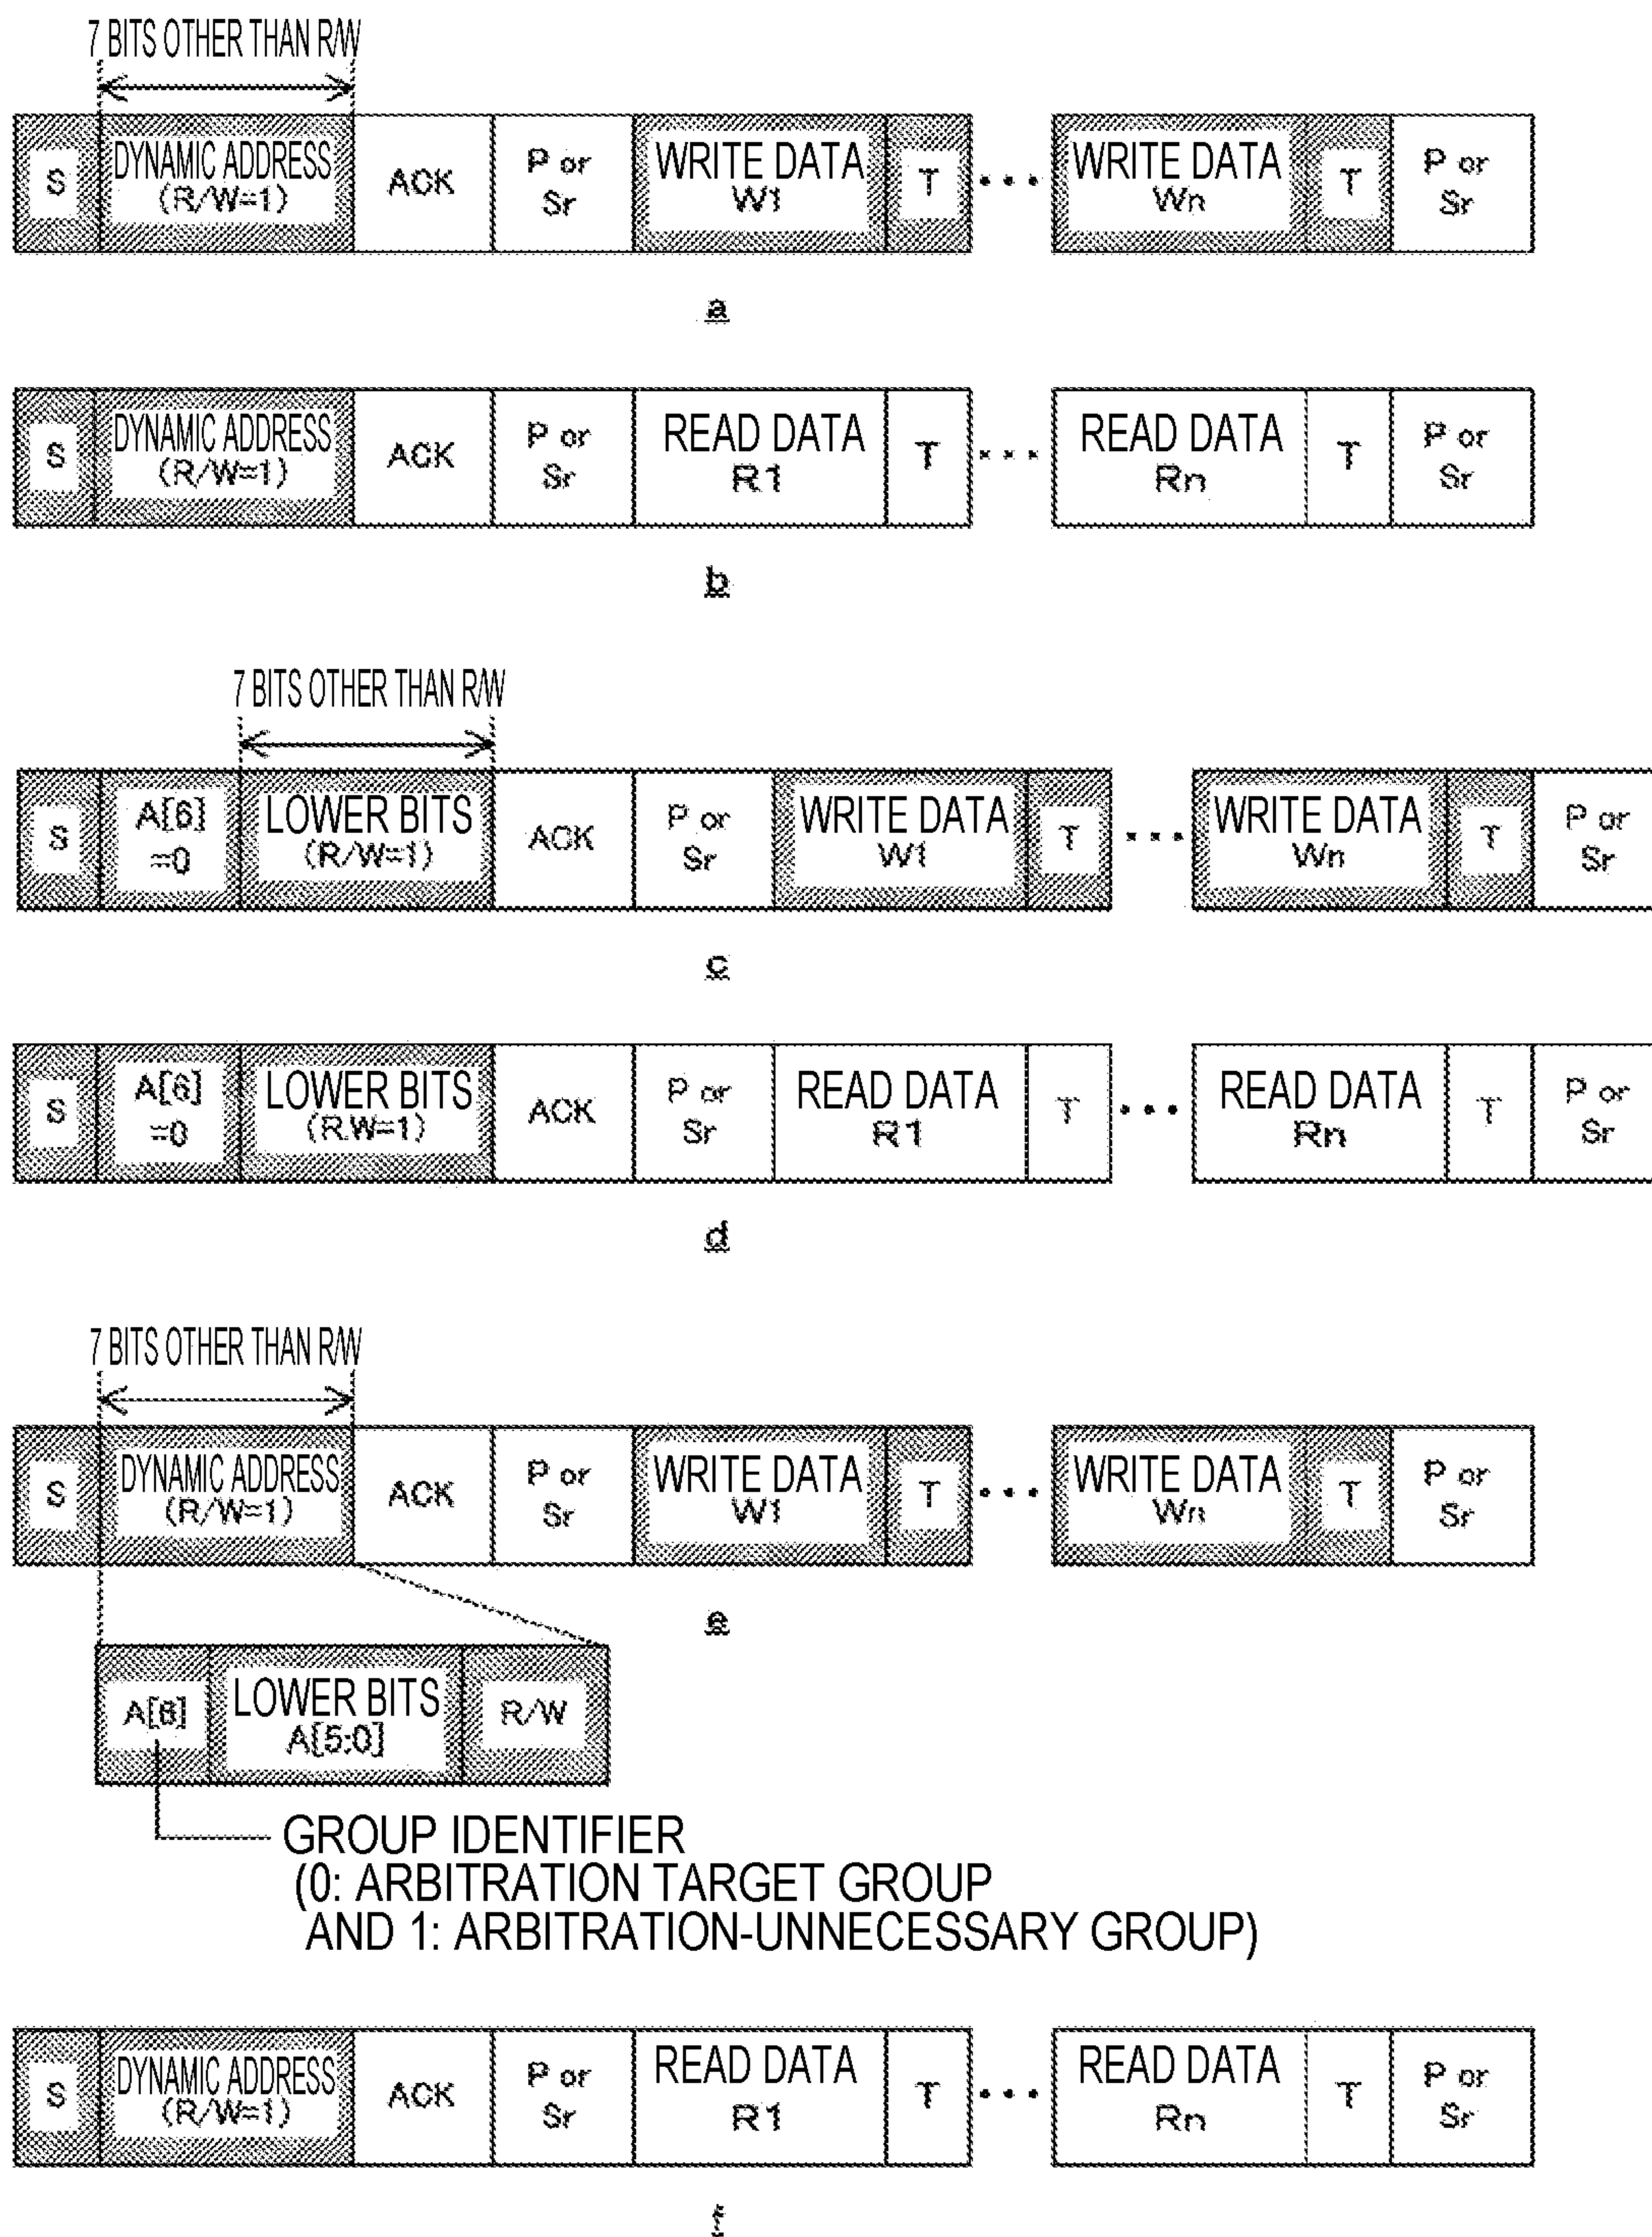 7 BITS OTHER THAN R/W
S
DYNAMIC ADDRESS
(R/W=1)
ACK
P or
Sr
WRITE DATA
W1
T
...
WRITE DATA
Wn
T
P or
Sr
a
S
DYNAMIC ADDRESS
(R/W=1)
ACK
P or
Sr
READ DATA
R1
T
...
READ DATA
Rn
T
P or
Sr
b
7 BITS OTHER THAN R/W
S
A[6]
=0
LOWER BITS
(R/W=1)
ACK
P or
Sr
WRITE DATA
W1
T
...
WRITE DATA
Wn
T
P or
Sr
c
S
A[6]
=0
LOWER BITS
(R.W=1)
ACK
P or
Sr
READ DATA
R1
T
...
READ DATA
Rn
T
P or
Sr
d
7 BITS OTHER THAN R/W
S
DYNAMIC ADDRESS
(R/W=1)
ACK
P or
Sr
WRITE DATA
W1
T
...
WRITE DATA
Wn
T
P or
Sr
e
A[6]
LOWER BITS
A[5:0]
R/W
GROUP IDENTIFIER
(0: ARBITRATION TARGET GROUP
AND 1: ARBITRATION-UNNECESSARY GROUP)
S
DYNAMIC ADDRESS
(R/W=1)
ACK
P or
Sr
READ DATA
R1
T
...
READ DATA
Rn
T
P or
Sr
f